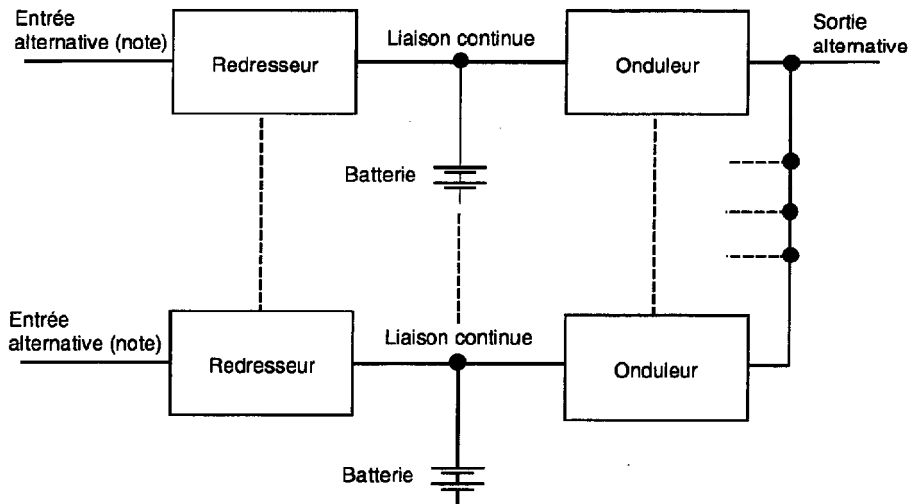 Entrée
alternative (note)
Redresseur
Liaison continue
Onduleur
Sortie
alternative
Batterie
Entrée
alternative (note)
Redresseur
Liaison continue
Onduleur
Batterie